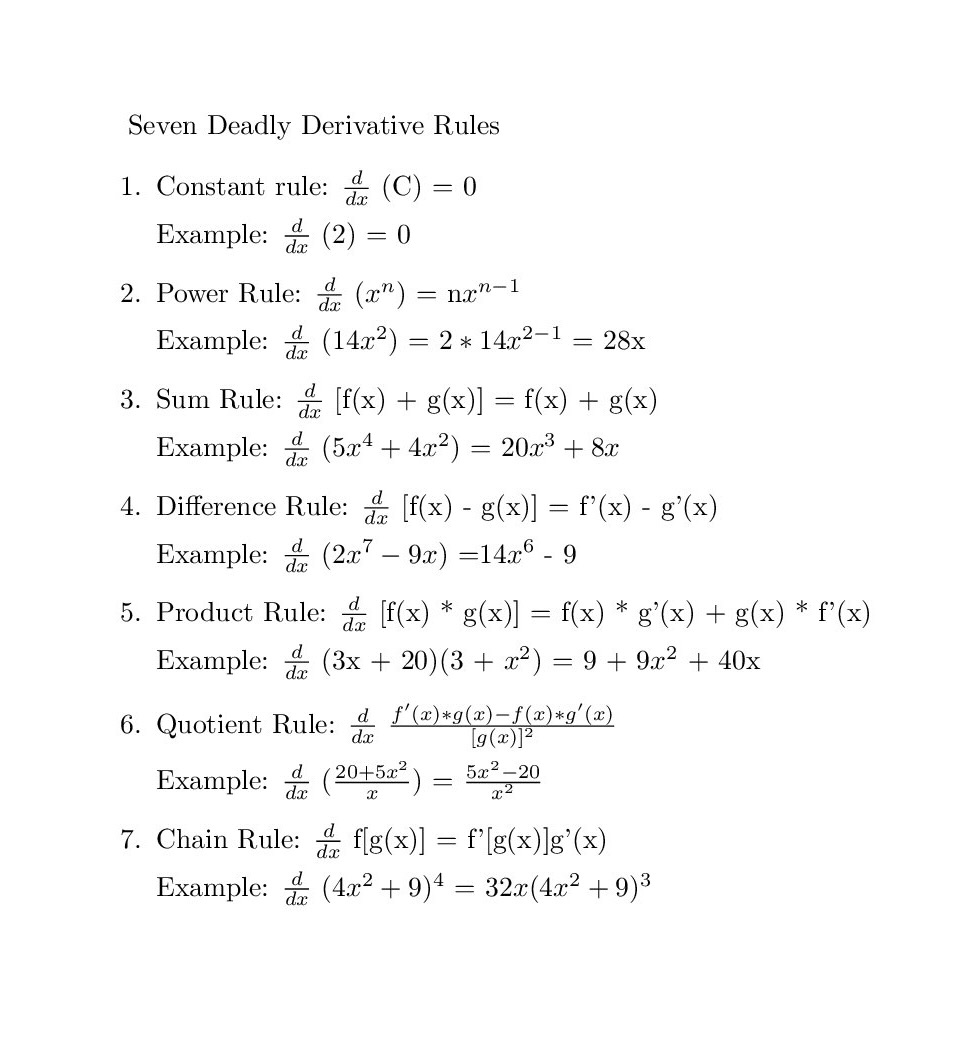 Seven Deadly Derivative Rules
1. Constant rule: $\frac{d}{dx}$ (C) = 0
Example: $\frac{d}{dx}$ (2) = 0
2. Power Rule: $\frac{d}{dx}$ ($x^n$) = n$x^{n-1}$
Example: $\frac{d}{dx}$ ($14x^2$) = $2 * 14x^{2-1}$ = 28x
3. Sum Rule: $\frac{d}{dx}$ [f(x) + g(x)] = f(x) + g(x)
Example: $\frac{d}{dx}$ ($5x^4 + 4x^2$) = $20x^3 + 8x$
4. Difference Rule: $\frac{d}{dx}$ [f(x) - g(x)] = f'(x) - g'(x)
Example: $\frac{d}{dx}$ ($2x^7 - 9x$) =$14x^6$ - 9
5. Product Rule: $\frac{d}{dx}$ [f(x) * g(x)] = f(x) * g'(x) + g(x) * f'(x)
Example: $\frac{d}{dx}$ (3x + 20)(3 + $x^2$) = 9 + 9$x^2$ + 40x
6. Quotient Rule: $\frac{d}{dx}$ $\frac{f'(x)*g(x)-f(x)*g'(x)}{[g(x)]^2}$
Example: $\frac{d}{dx}$ ($\frac{20+5x^2}{x}$) = $\frac{5x^2-20}{x^2}$
7. Chain Rule: $\frac{d}{dx}$ f[g(x)] = f'[g(x)]g'(x)
Example: $\frac{d}{dx}$ $(4x^2 + 9)^4$ = $32x(4x^2 + 9)^3$